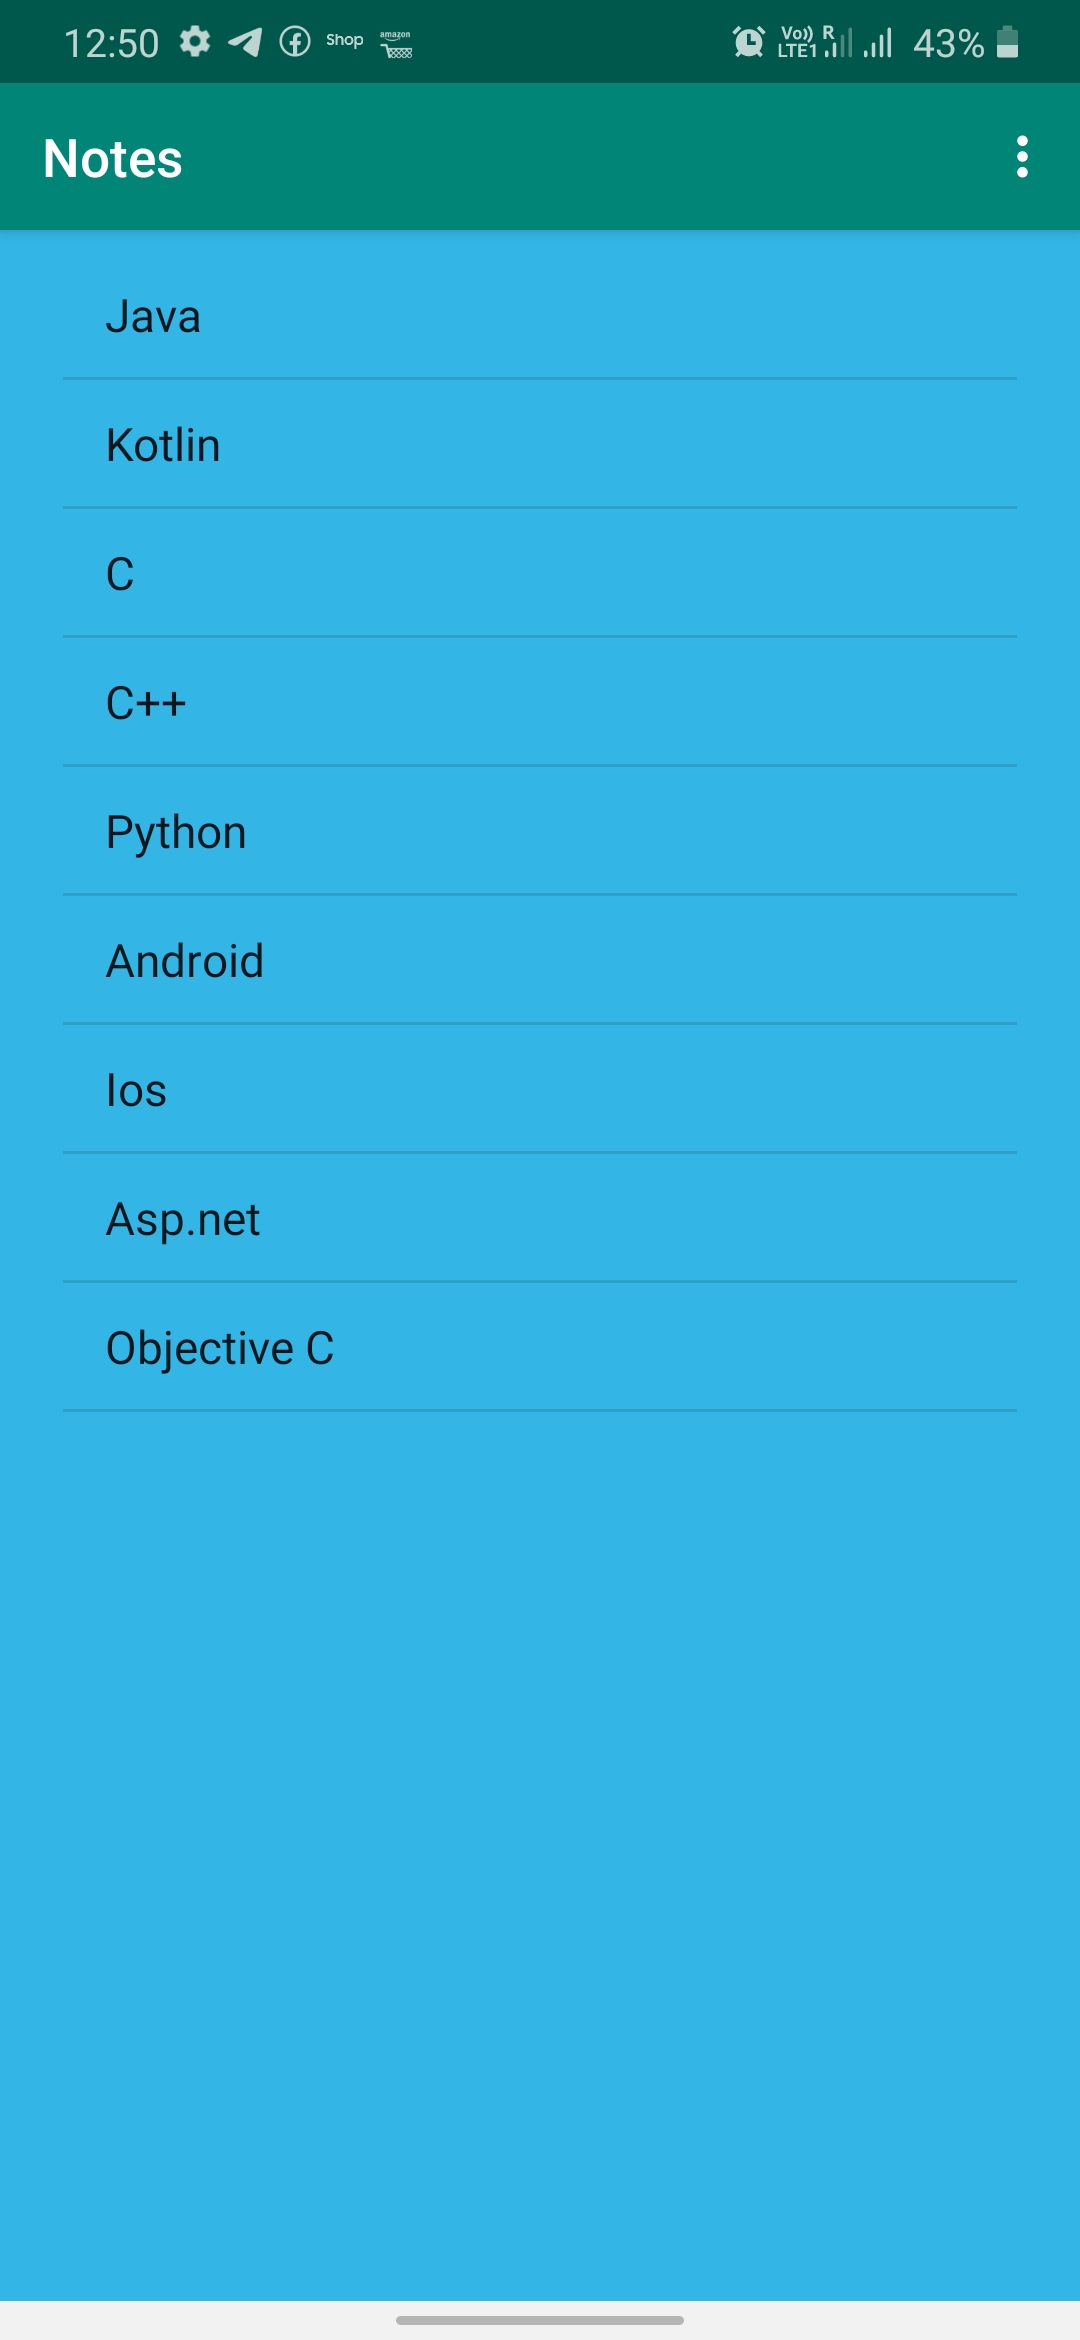 12:50 Shop amazon Vo)) LTE1 R 43%
Notes
Java
Kotlin
C
C++
Python
Android
Ios
Asp.net
Objective C